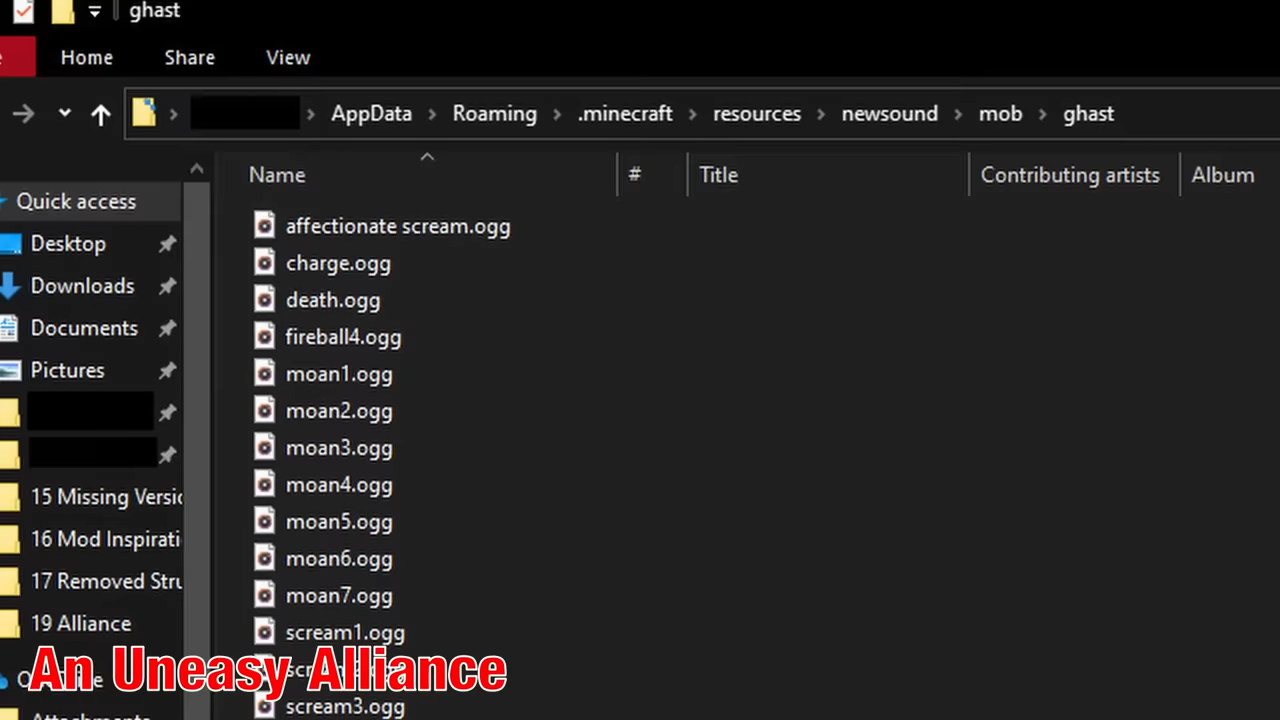 ghast
Home Share View
AppData Roaming .minecraft resources newsound mob ghast
Name # Title Contributing artists Album
Quick access
Desktop
Downloads
Documents
Pictures
15 Missing Versic
16 Mod Inspirati
17 Removed Stru
19 Alliance
affectionate scream.ogg
charge.ogg
death.ogg
fireball4.ogg
moan1.ogg
moan2.ogg
moan3.ogg
moan4.ogg
moan5.ogg
moan6.ogg
moan7.ogg
scream1.ogg
scream3.ogg
An Uneasy Alliance